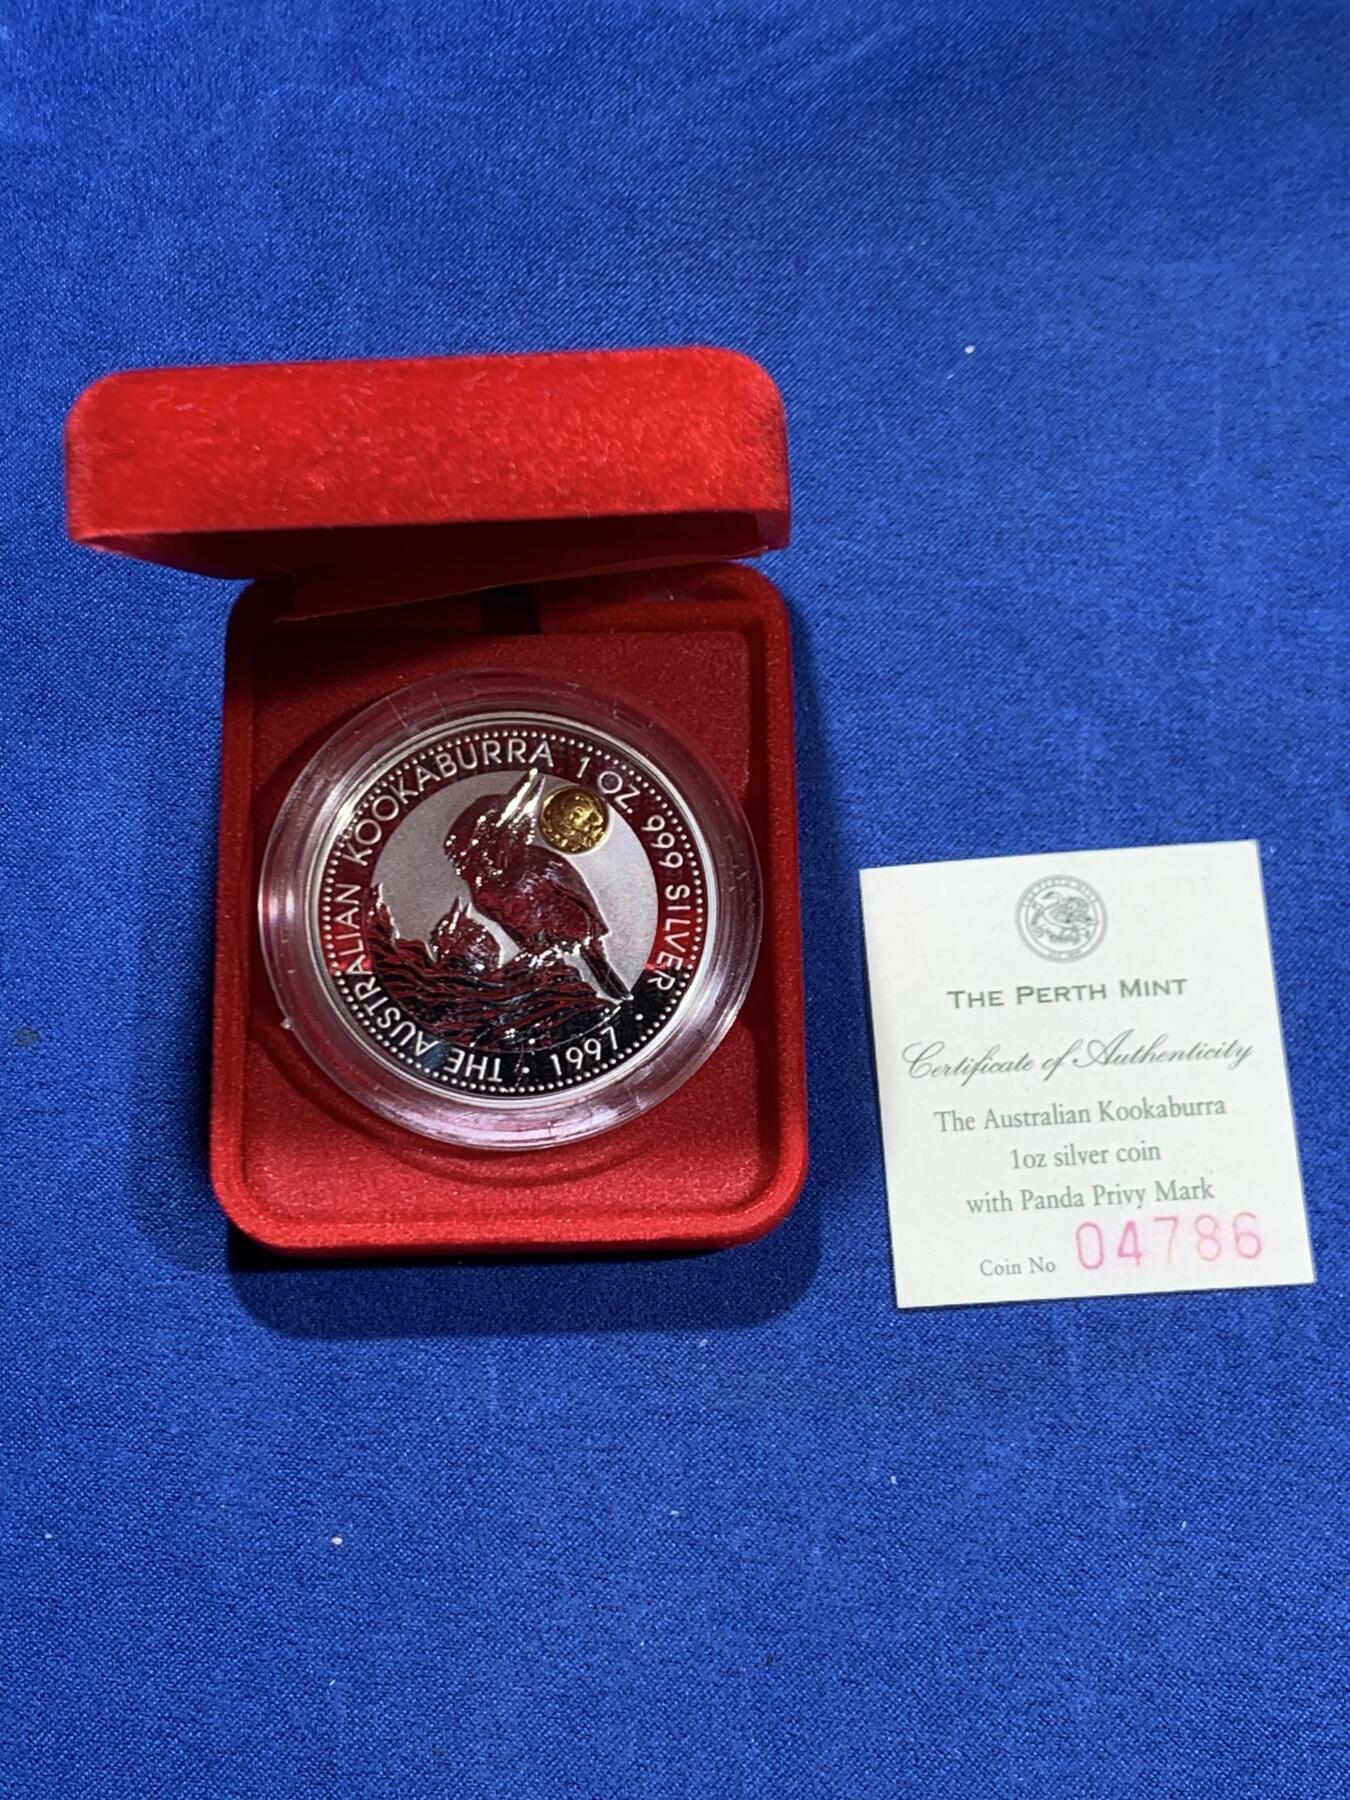 THE AUSTRALIAN KOOKABURRA 1 OZ. 999 SILVER
· 1997 ·
THE PERTH MINT
Certificate of Authenticity
The Australian Kookaburra
1oz silver coin
with Panda Privy Mark
Coin No 04786